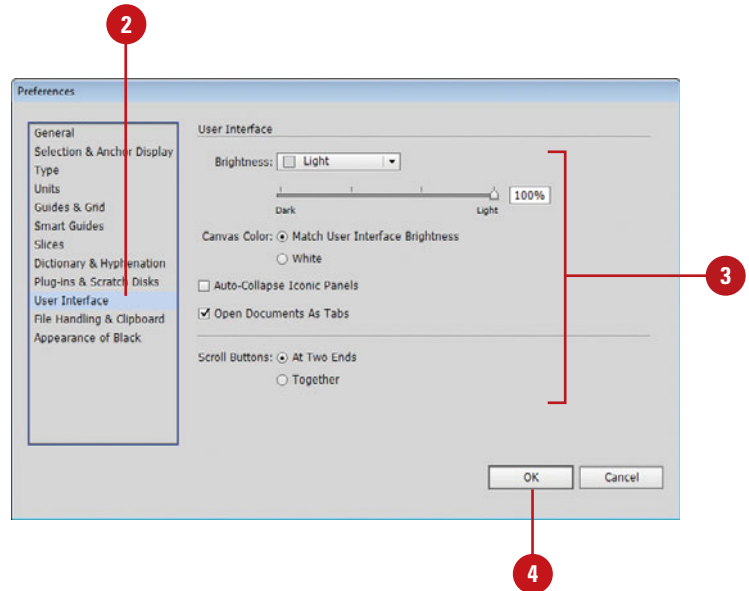 2
Preferences
General
Selection & Anchor Display
Type
Units
Guides & Grid
Smart Guides
Slices
Dictionary & Hyphenation
Plug-ins & Scratch Disks
User Interface
File Handling & Clipboard
Appearance of Black
User Interface
Brightness: Light
100%
Dark Light
Canvas Color: Match User Interface Brightness
White
Auto-Collapse Iconic Panels
Open Documents As Tabs
Scroll Buttons: At Two Ends
Together
3
OK Cancel
4